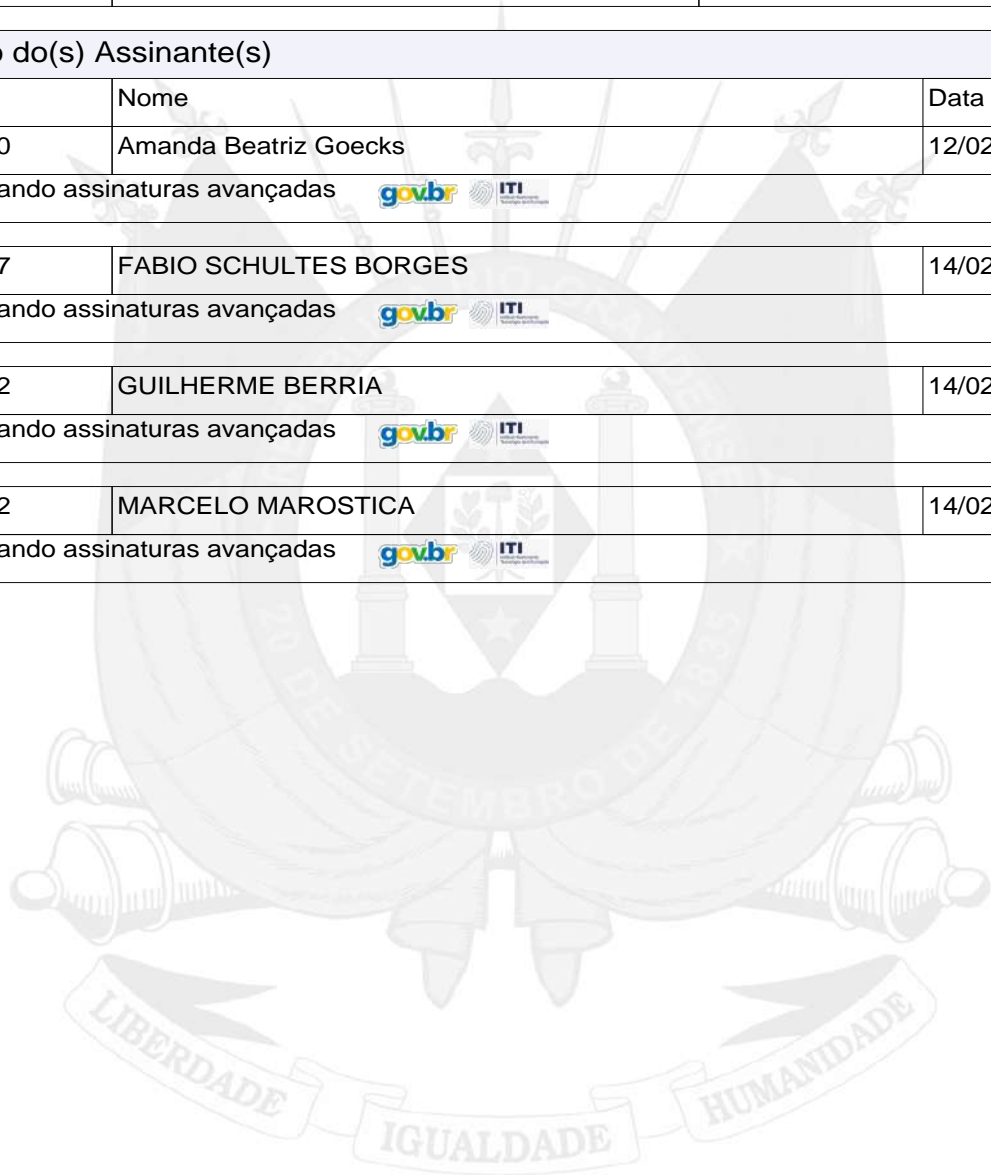 o do(s) Assinante(s)
Nome Data
0 Amanda Beatriz Goecks 12/02
ando assinaturas avançadas gov.br ITI
7 FABIO SCHULTES BORGES 14/02
ando assinaturas avançadas gov.br ITI
2 GUILHERME BERRIA 14/02
ando assinaturas avançadas gov.br ITI
2 MARCELO MAROSTICA 14/02
ando assinaturas avançadas gov.br ITI
20 DE SETEMBRO DE 1835
LIBERDADE IGUALDADE HUMANIDADE